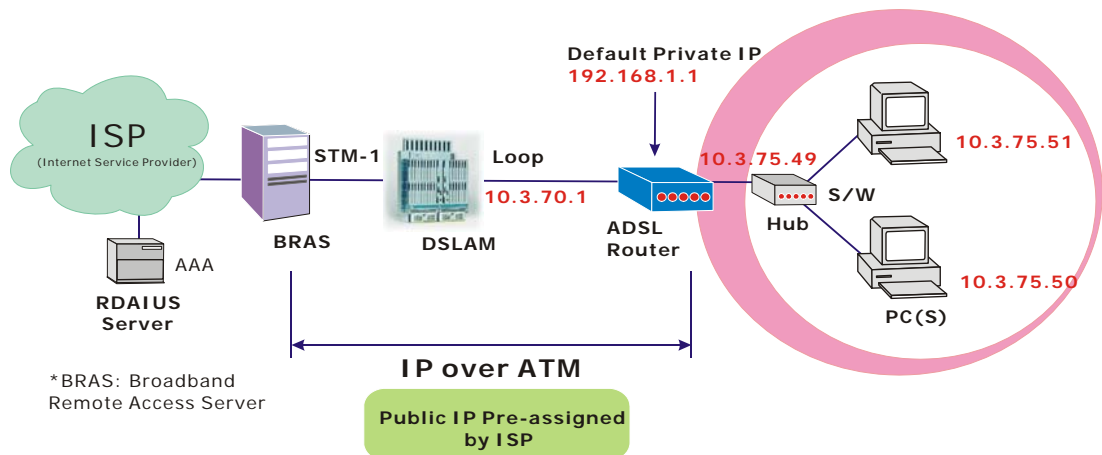 Default Private IP
192.168.1.1
ISP
(Internet Service Provider)
STM-1
Loop
10.3.75.49
10.3.75.51
10.3.70.1
S/W
Hub
BRAS
DSLAM
ADSL
Router
AAA
10.3.75.50
RDAIUS
Server
PC(S)
IP over ATM
*BRAS: Broadband
Remote Access Server
Public IP Pre-assigned
by ISP